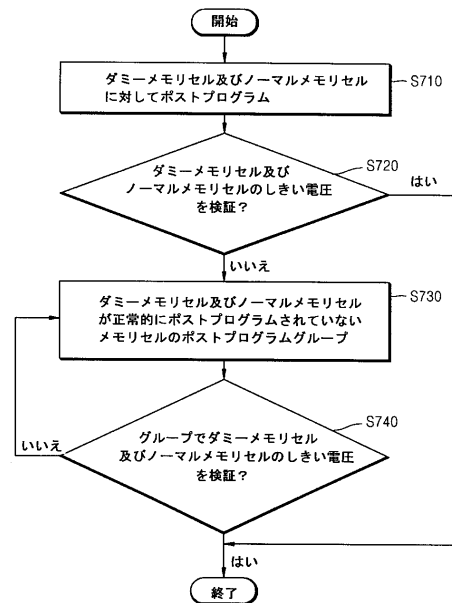 開始
ダミーメモリセル及びノーマルメモリセル
に対してポストプログラム
S710
ダミーメモリセル及び
ノーマルメモリセルのしきい電圧
を検証？
S720
はい
いいえ
ダミーメモリセル及びノーマルメモリセル
が正常的にポストプログラムされていない
メモリセルのポストプログラムグループ
S730
グループでダミーメモリセル
及びノーマルメモリセルのしきい電圧
を検証？
S740
いいえ
はい
終了